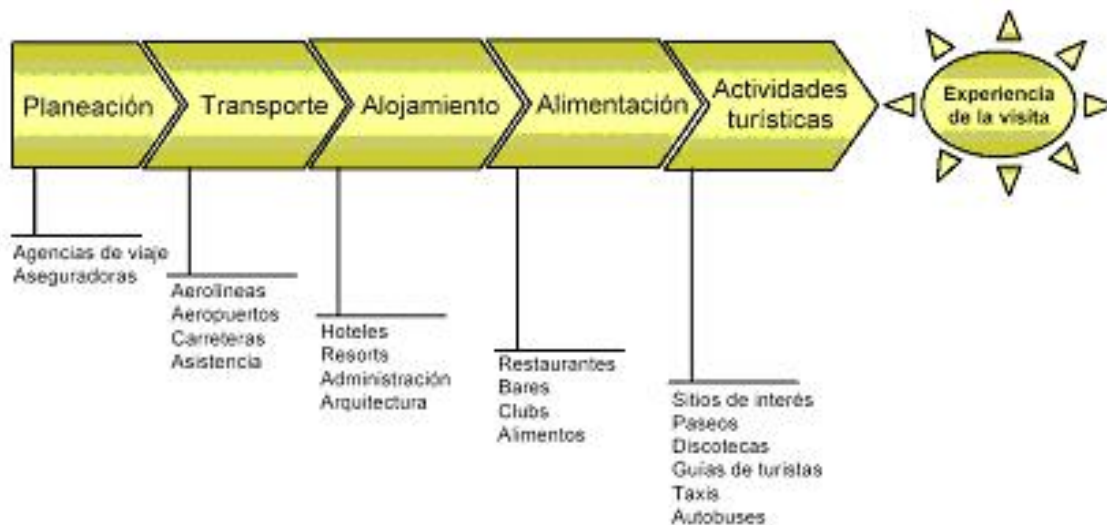 Planeación
Transporte
Alojamiento
Alimentación
Actividades
turísticas
Experiencia
de la visita
Agencias de viaje
Aseguradoras
Aerolíneas
Aeropuertos
Carreteras
Asistencia
Hoteles
Resorts
Administración
Arquitectura
Restaurantes
Bares
Clubs
Alimentos
Sitios de interés
Paseos
Discotecas
Guías de turistas
Taxis
Autobuses